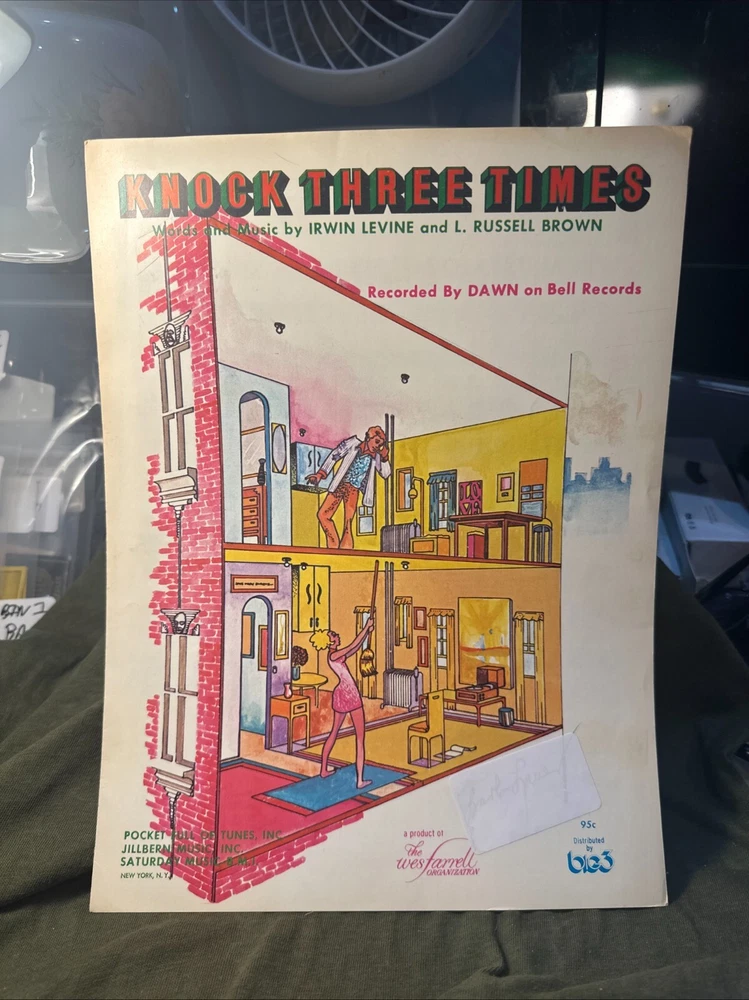 KNOCK THREE TIMES
Words and Music by IRWIN LEVINE and L. RUSSELL BROWN
Recorded By DAWN on Bell Records
POCKET FULL OF TUNES, INC.
JILLBERN MUSIC, INC.
SATURDAY MUSIC B.M.I.
NEW YORK, N.Y.
a product of
The
wes farrell
ORGANIZATION
95c
Distributed
by
big3